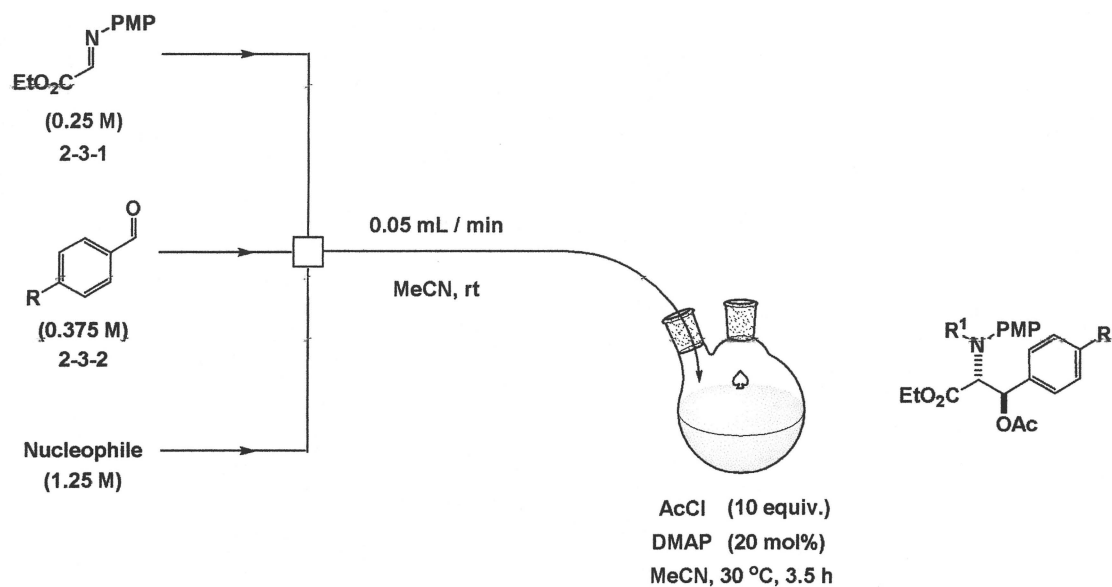 N-PMP
EtO2C
(0.25 M)
2-3-1
O
R
(0.375 M)
2-3-2
Nucleophile
(1.25 M)
0.05 mL / min
MeCN, rt
AcCl (10 equiv.)
DMAP (20 mol%)
MeCN, 30 °C, 3.5 h
R1 N-PMP R
EtO2C
OAc